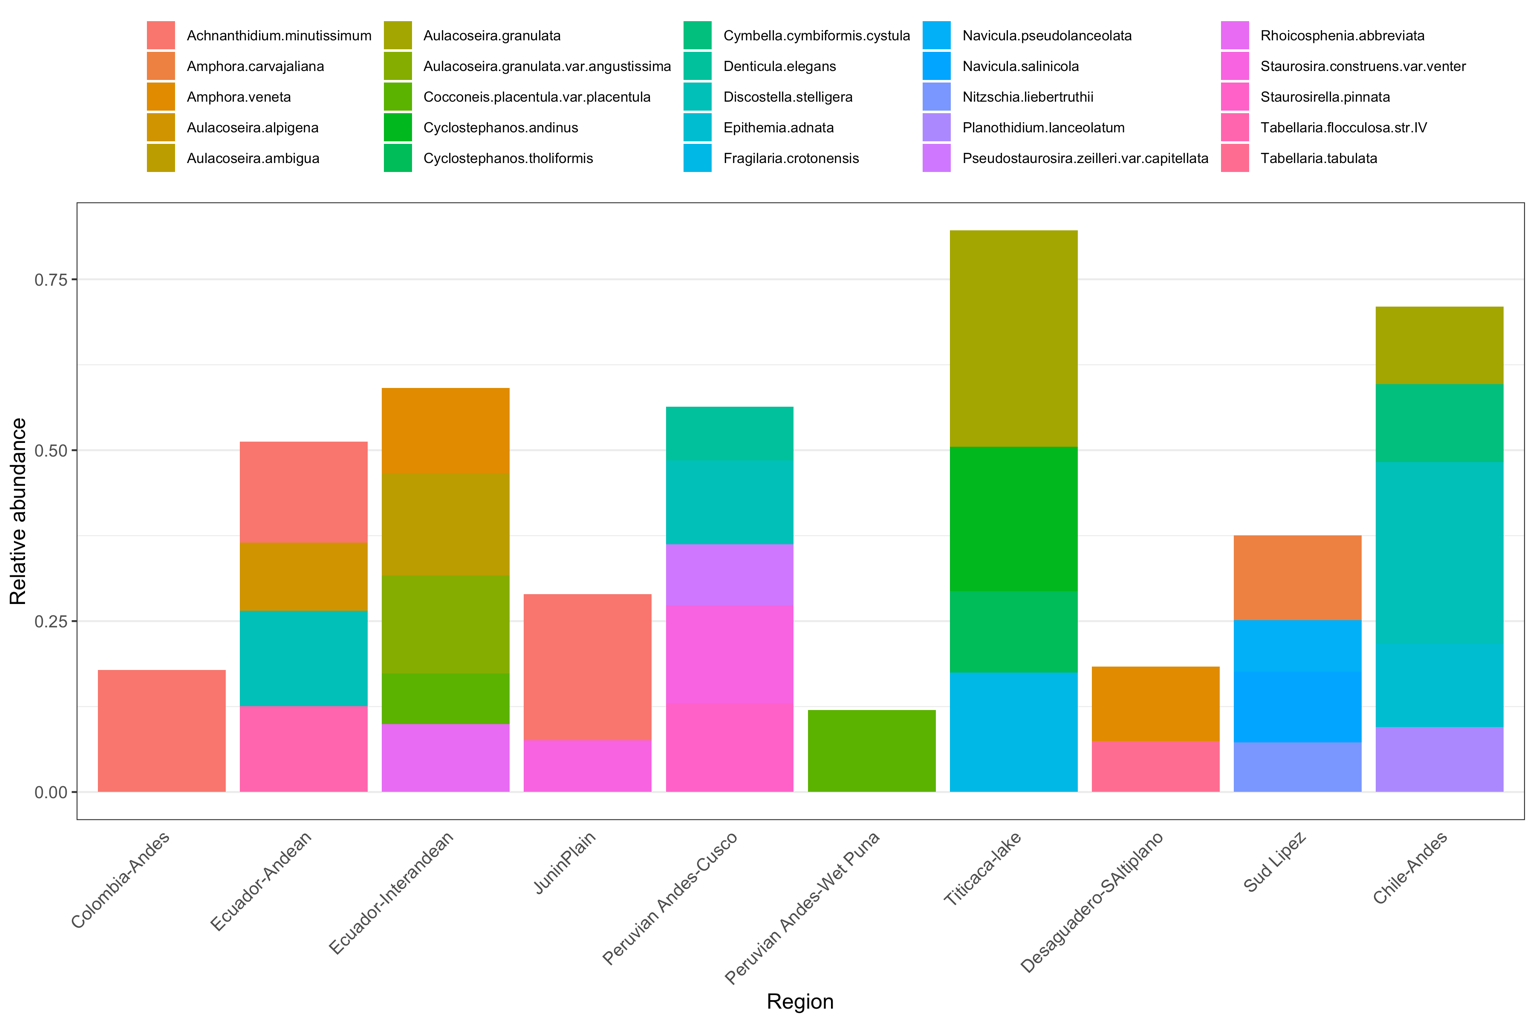 Achnanthidium.minutissimum
Amphora.carvajaliana
Amphora.veneta
Aulacoseira.alpigena
Aulacoseira.ambigua
Aulacoseira.granulata
Aulacoseira.granulata.var.angustissima
Cocconeis.placentula.var.placentula
Cyclostephanos.andinus
Cyclostephanos.tholiformis
Cymbella.cymbiformis.cystula
Denticula.elegans
Discostella.stelligera
Epithemia.adnata
Fragilaria.crotonensis
Navicula.pseudolanceolata
Navicula.salinicola
Nitzschia.liebertruthii
Planothidium.lanceolatum
Pseudostaurosira.zeilleri.var.capitellata
Rhoicosphenia.abbreviata
Staurosira.construens.var.venter
Staurosirella.pinnata
Tabellaria.flocculosa.str.IV
Tabellaria.tabulata
Relative abundance
0.75
0.50
0.25
0.00
Colombia-Andes
Ecuador-Andean
Ecuador-Interandean
JuninPlain
Peruvian Andes-Cusco
Peruvian Andes-Wet Puna
Titicaca-lake
Desaguadero-SAltiplano
Sud Lipez
Chile-Andes
Region